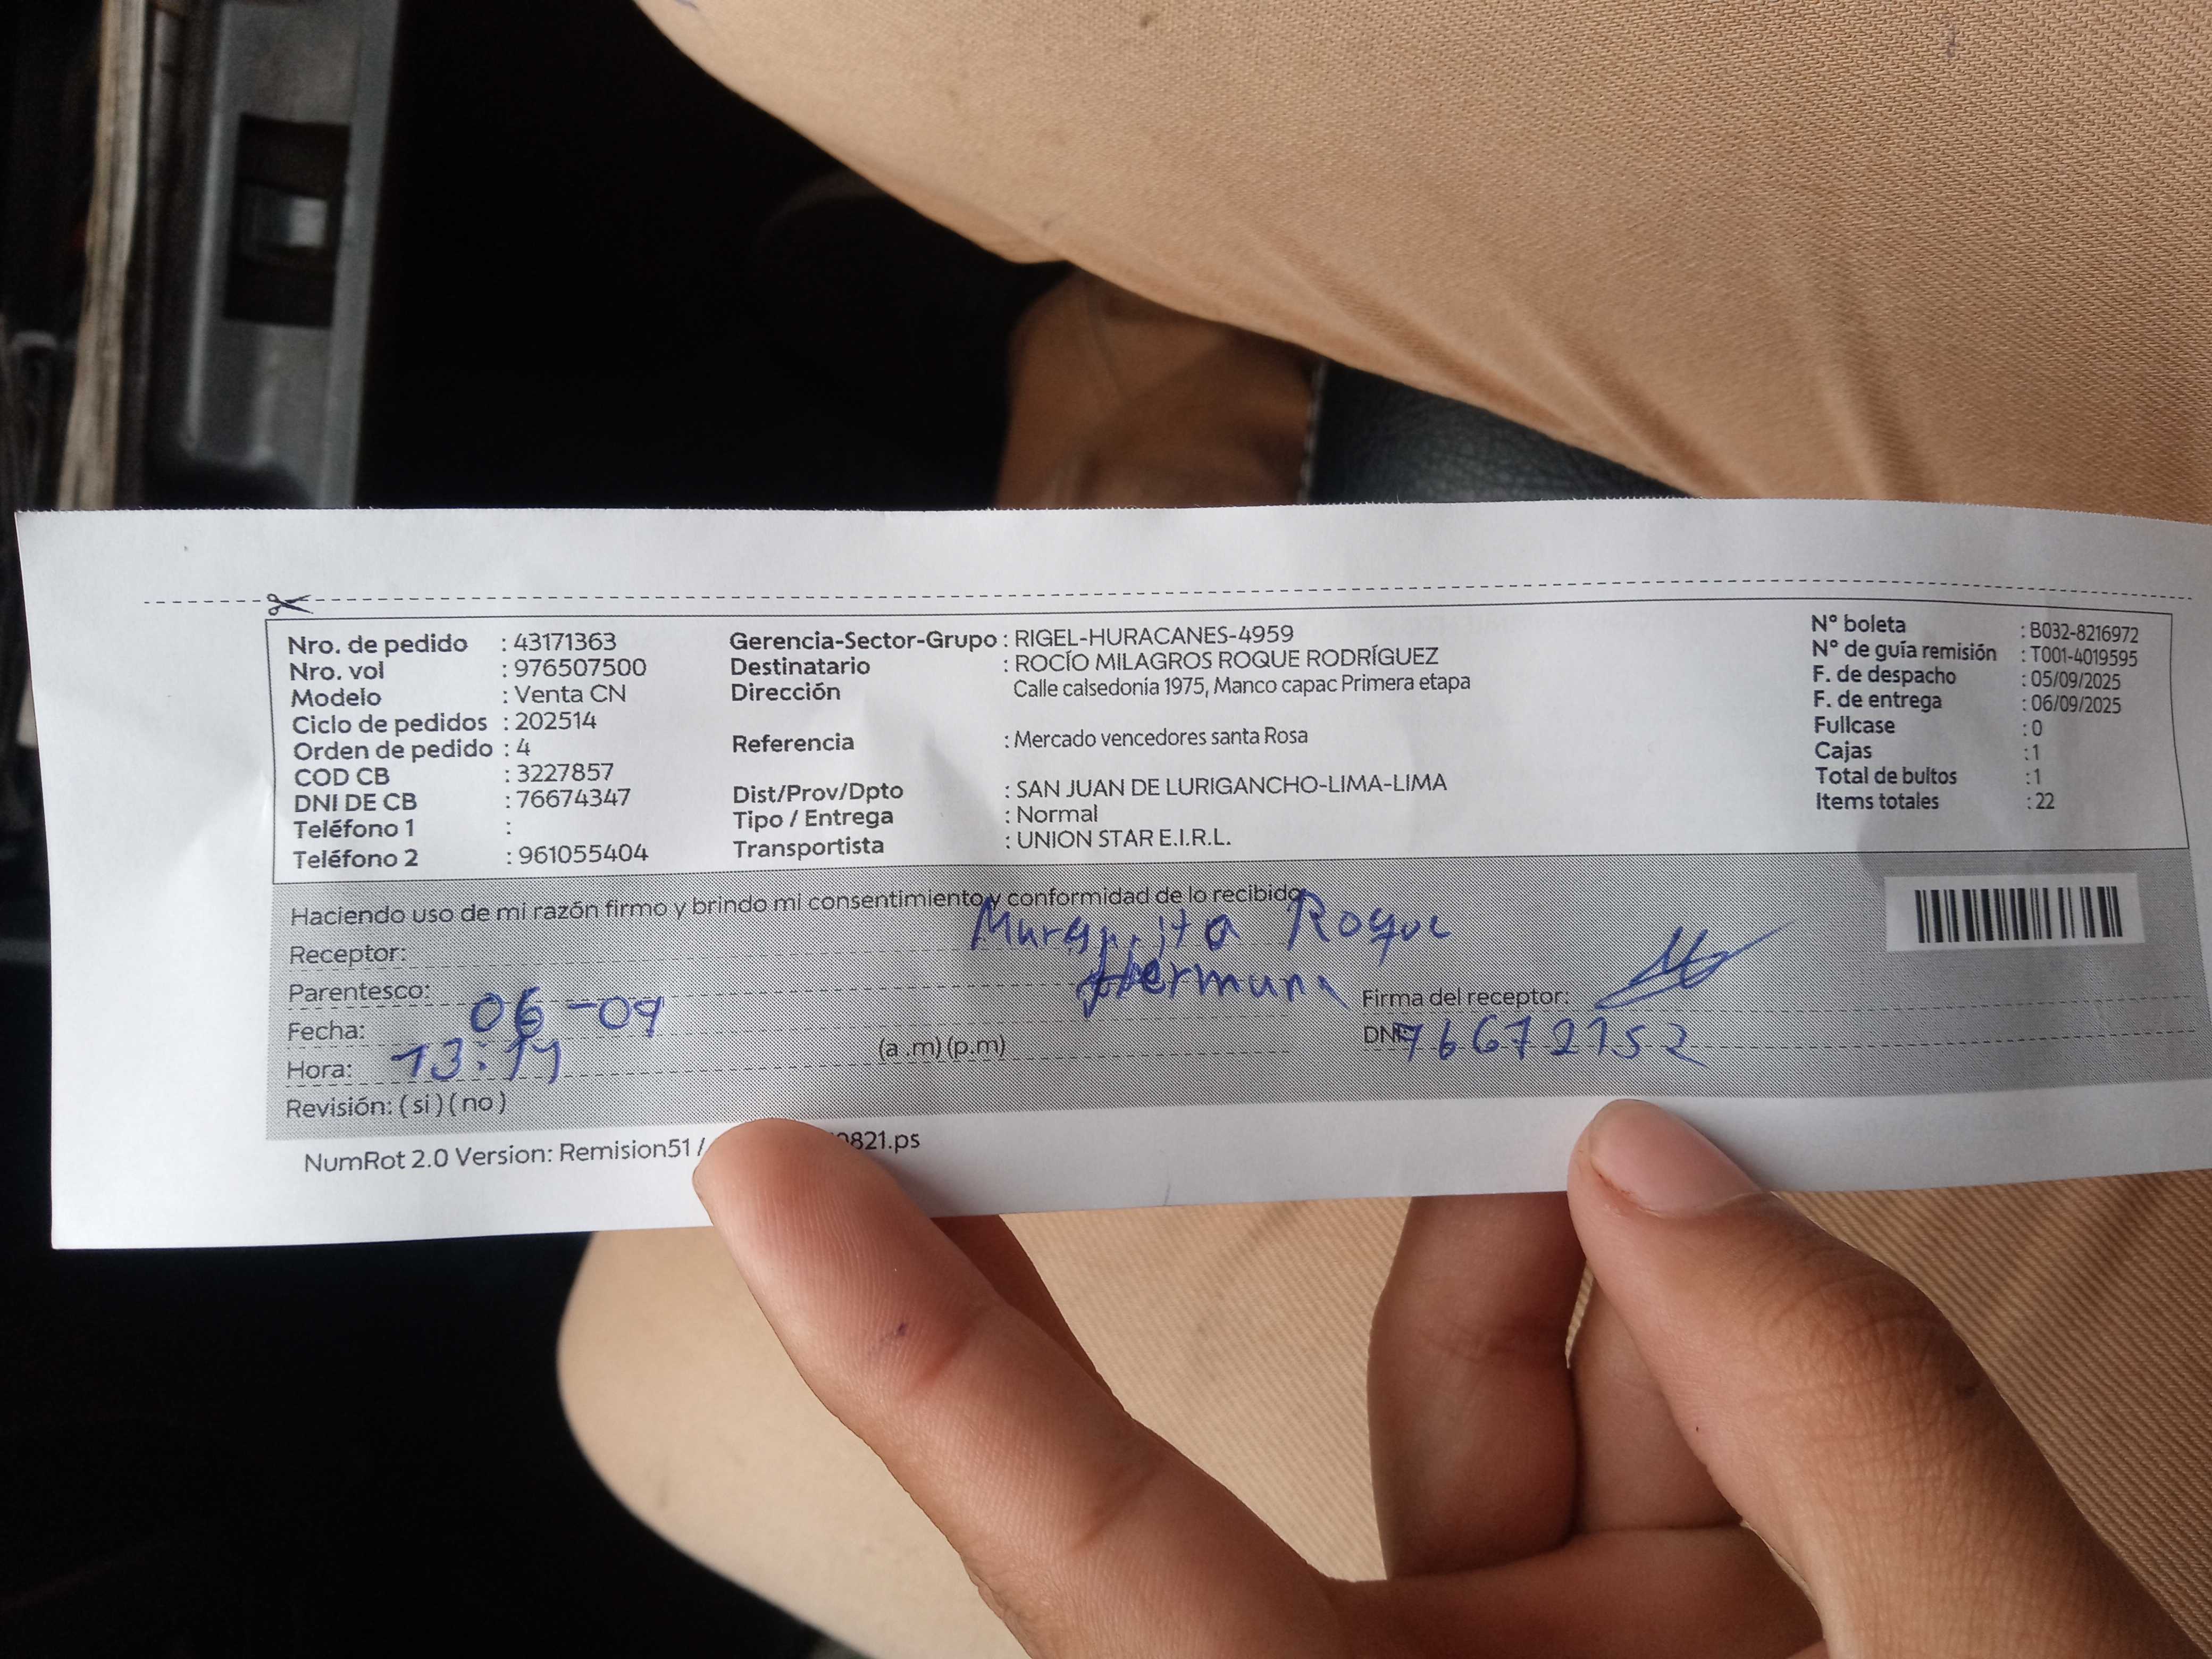 Nro. de pedido : 43171363
Nro. vol : 976507500
Modelo : Venta CN
Ciclo de pedidos : 202514
Orden de pedido : 4
COD CB : 3227857
DNI DE CB : 76674347
Teléfono 1 :
Teléfono 2 : 961055404
Gerencia-Sector-Grupo : RIGEL-HURACANES-4959
Destinatario : ROCÍO MILAGROS ROQUE RODRÍGUEZ
Dirección Calle calsedonia 1975, Manco capac Primera etapa
Referencia : Mercado vencedores santa Rosa
Dist/Prov/Dpto : SAN JUAN DE LURIGANCHO-LIMA-LIMA
Tipo / Entrega : Normal
Transportista : UNION STAR E.I.R.L.
N° boleta : B032-8216972
N° de guía remisión : T001-4019595
F. de despacho : 05/09/2025
F. de entrega : 06/09/2025
Fullcase : 0
Cajas : 1
Total de bultos : 1
Items totales : 22
Haciendo uso de mi razón firmo y brindo mi consentimiento y conformidad de lo recibido
Receptor: Margarita Roque
Parentesco: hermana
Firma del receptor:
Fecha: 06-09
DNI: 76672152
Hora: 13:11 (a .m) (p.m)
Revisión: ( si ) ( no )
NumRot 2.0 Version: Remision51 / 0821.ps